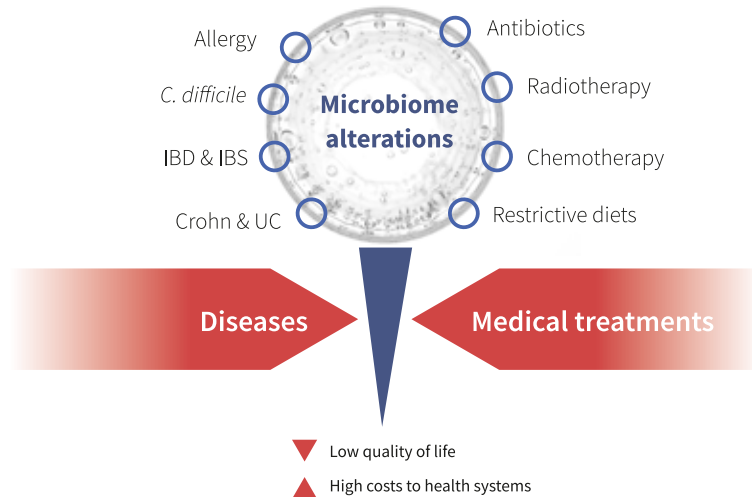 Allergy
Antibiotics
C. difficile
Radiotherapy
Microbiome
alterations
IBD & IBS
Chemotherapy
Crohn & UC
Restrictive diets
Diseases
Medical treatments
Low quality of life
High costs to health systems